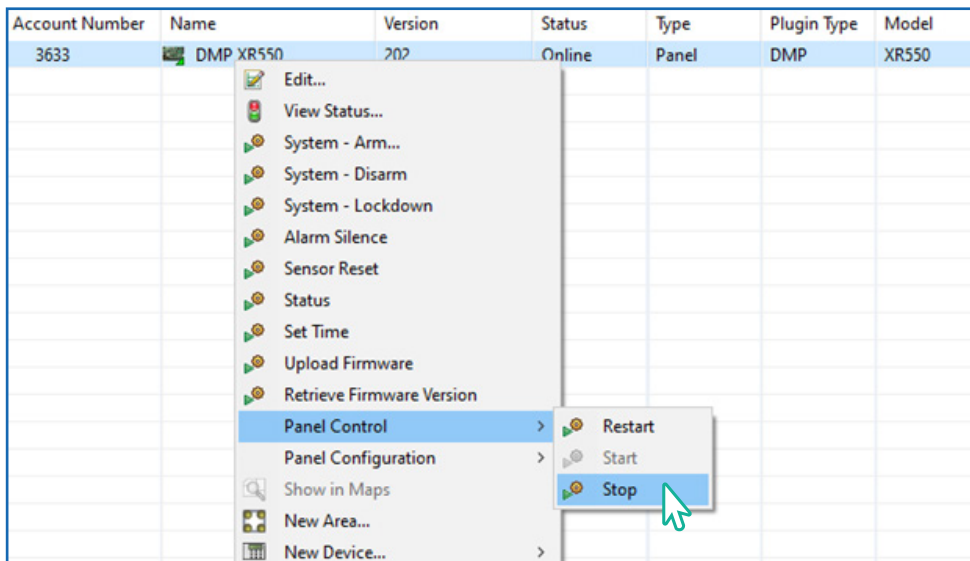 Account Number Name Version Status Type Plugin Type Model
3633 DMP XR550 202 Online Panel DMP XR550
Edit...
View Status...
System - Arm...
System - Disarm
System - Lockdown
Alarm Silence
Sensor Reset
Status
Set Time
Upload Firmware
Retrieve Firmware Version
Panel Control > Restart
Panel Configuration > Start
Show in Maps Stop
New Area...
New Device... >